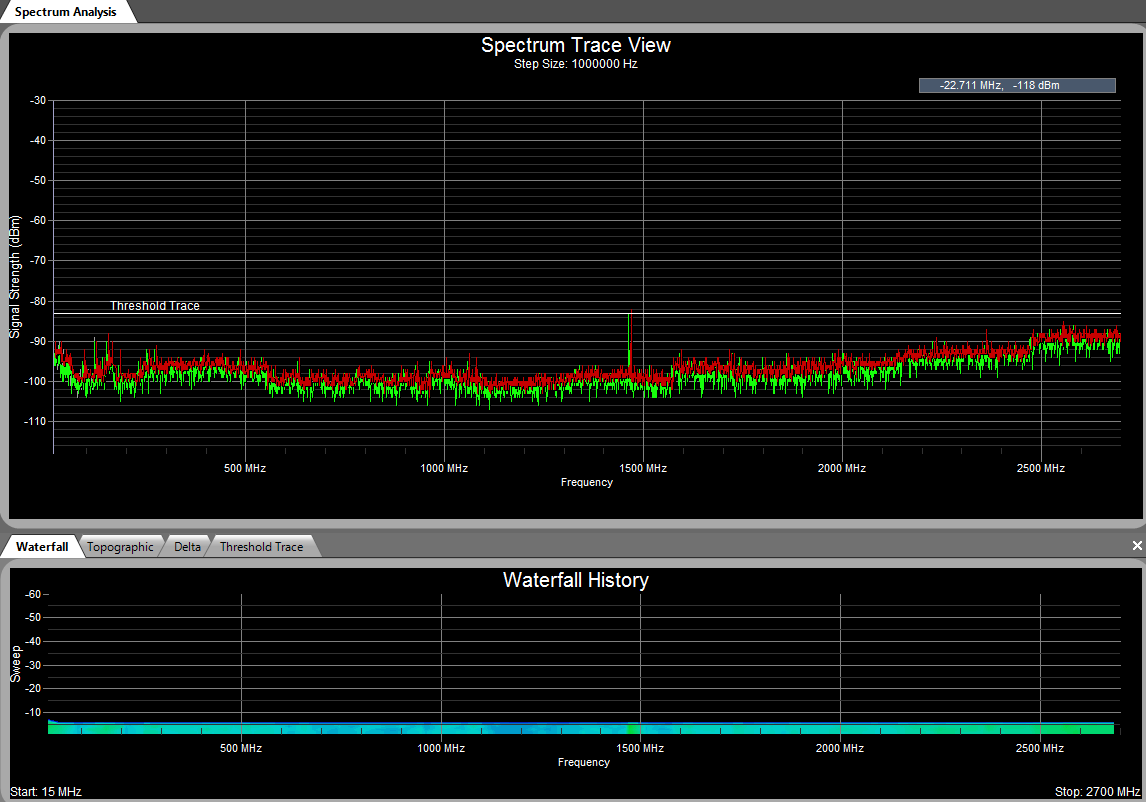 Spectrum Analysis
Spectrum Trace View
Step Size: 1000000 Hz
-22.711 MHz, -118 dBm
-30
-40
-50
-60
-70
-80
-90
-100
-110
Signal Strength (dBm)
Threshold Trace
500 MHz 1000 MHz 1500 MHz 2000 MHz 2500 MHz
Frequency
Waterfall Topographic Delta Threshold Trace
Waterfall History
-60
-50
-40
-30
-20
-10
Sweep
500 MHz 1000 MHz 1500 MHz 2000 MHz 2500 MHz
Frequency
Start: 15 MHz Stop: 2700 MHz